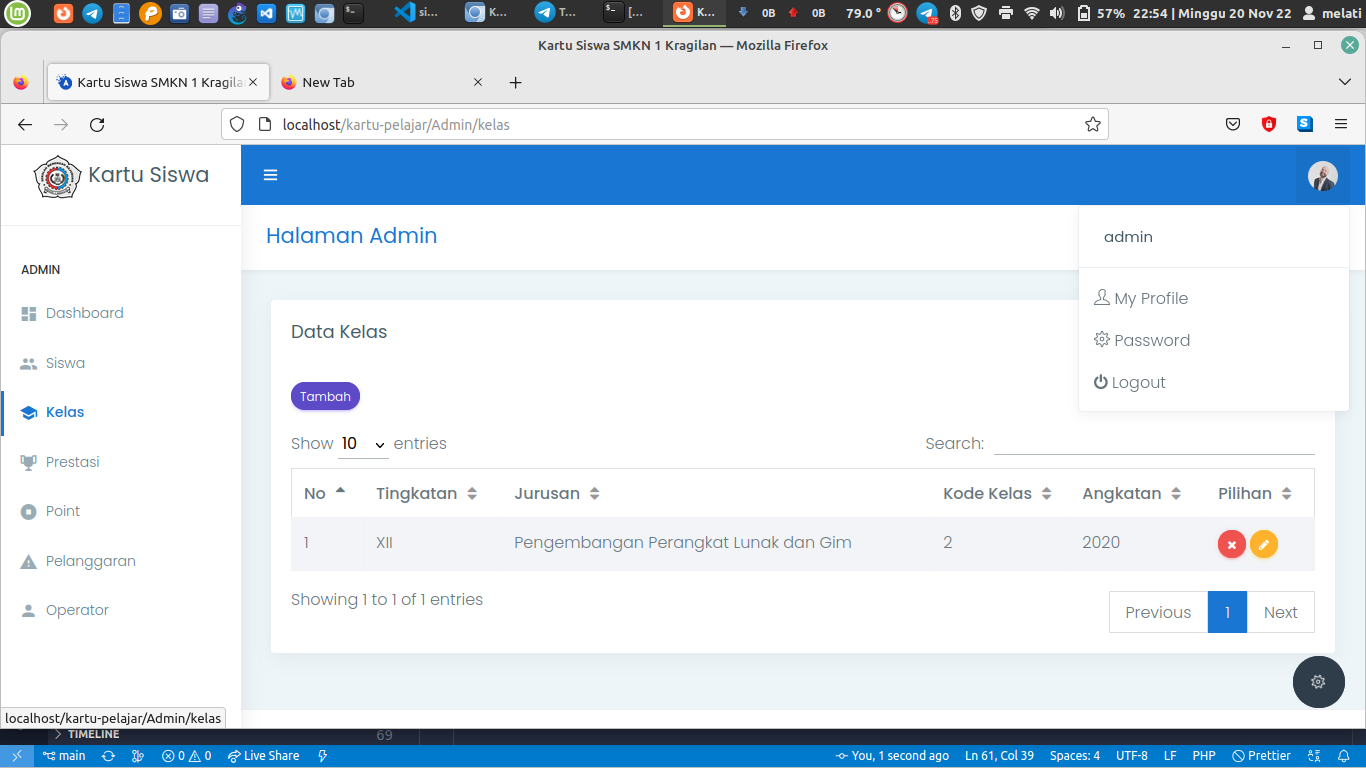 si... K... T... [... K... 0B 0B 79.0 ° .75 57% 22:54 | Minggu 20 Nov 22 melati
Kartu Siswa SMKN 1 Kragilan — Mozilla Firefox
Kartu Siswa SMKN 1 Kragila New Tab
localhost/kartu-pelajar/Admin/kelas
Kartu Siswa
Halaman Admin
admin
My Profile
Password
Logout
ADMIN
Dashboard
Siswa
Kelas
Prestasi
Point
Pelanggaran
Operator
Data Kelas
Tambah
Show 10 entries Search:
No Tingkatan Jurusan Kode Kelas Angkatan Pilihan
1 XII Pengembangan Perangkat Lunak dan Gim 2 2020
Showing 1 to 1 of 1 entries Previous 1 Next
localhost/kartu-pelajar/Admin/kelas
TIMELINE 69
main 0 0 Live Share You, 1 second ago Ln 61, Col 39 Spaces: 4 UTF-8 LF PHP Prettier